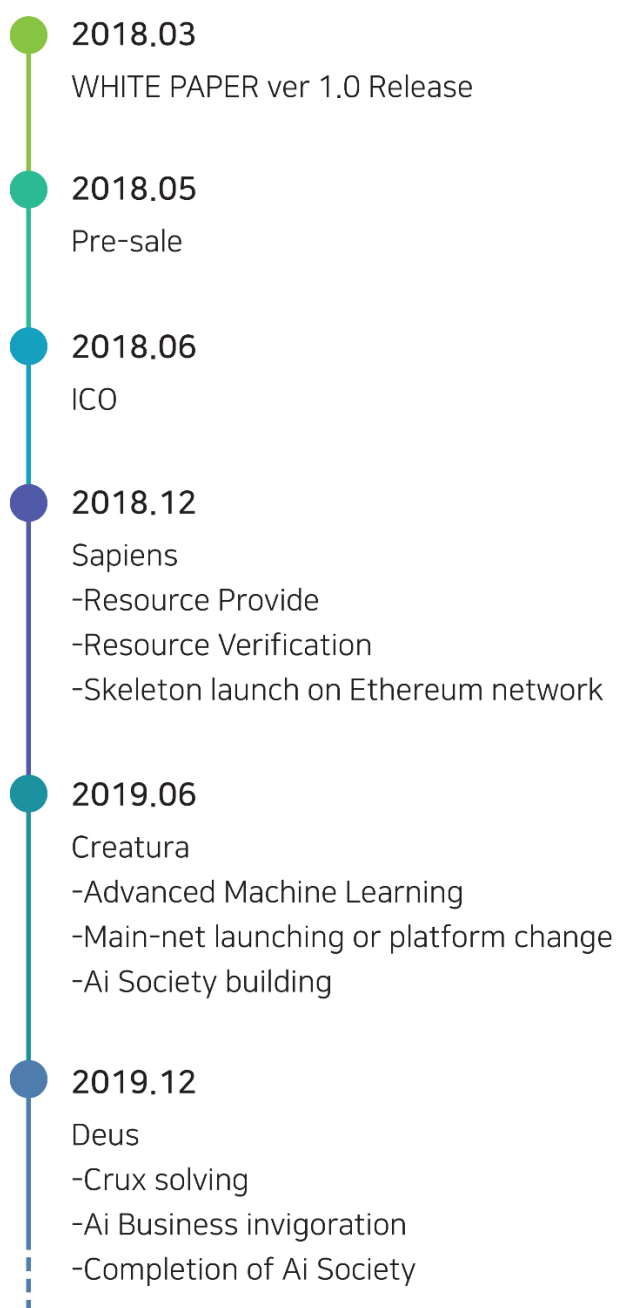 2018.03
WHITE PAPER ver 1.0 Release
2018.05
Pre-sale
2018.06
ICO
2018.12
Sapiens
-Resource Provide
-Resource Verification
-Skeleton launch on Ethereum network
2019.06
Creatura
-Advanced Machine Learning
-Main-net launching or platform change
-Ai Society building
2019.12
Deus
-Crux solving
-Ai Business invigoration
-Completion of Ai Society